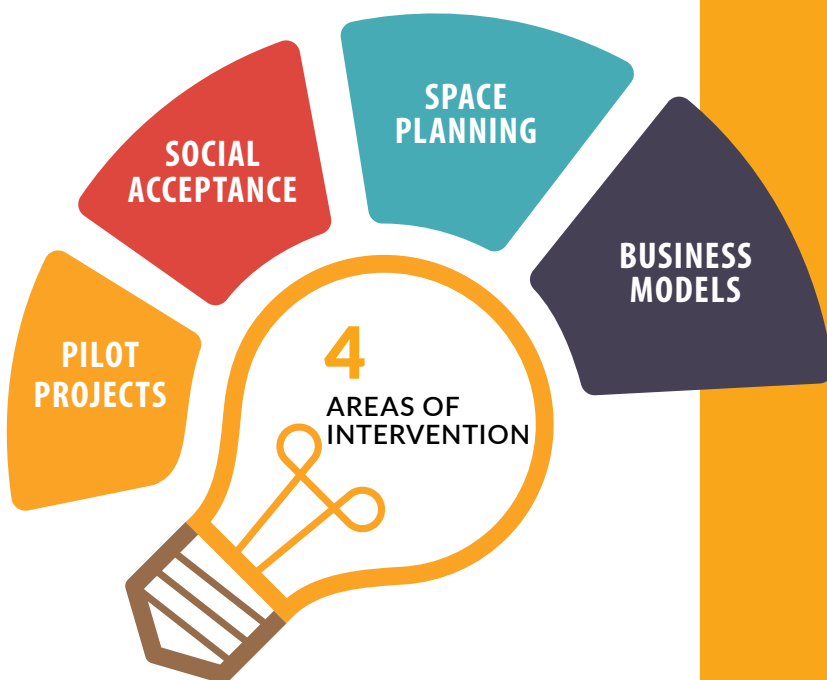 SPACE
PLANNING
SOCIAL
ACCEPTANCE
BUSINESS
MODELS
PILOT
PROJECTS
4
AREAS OF
INTERVENTION